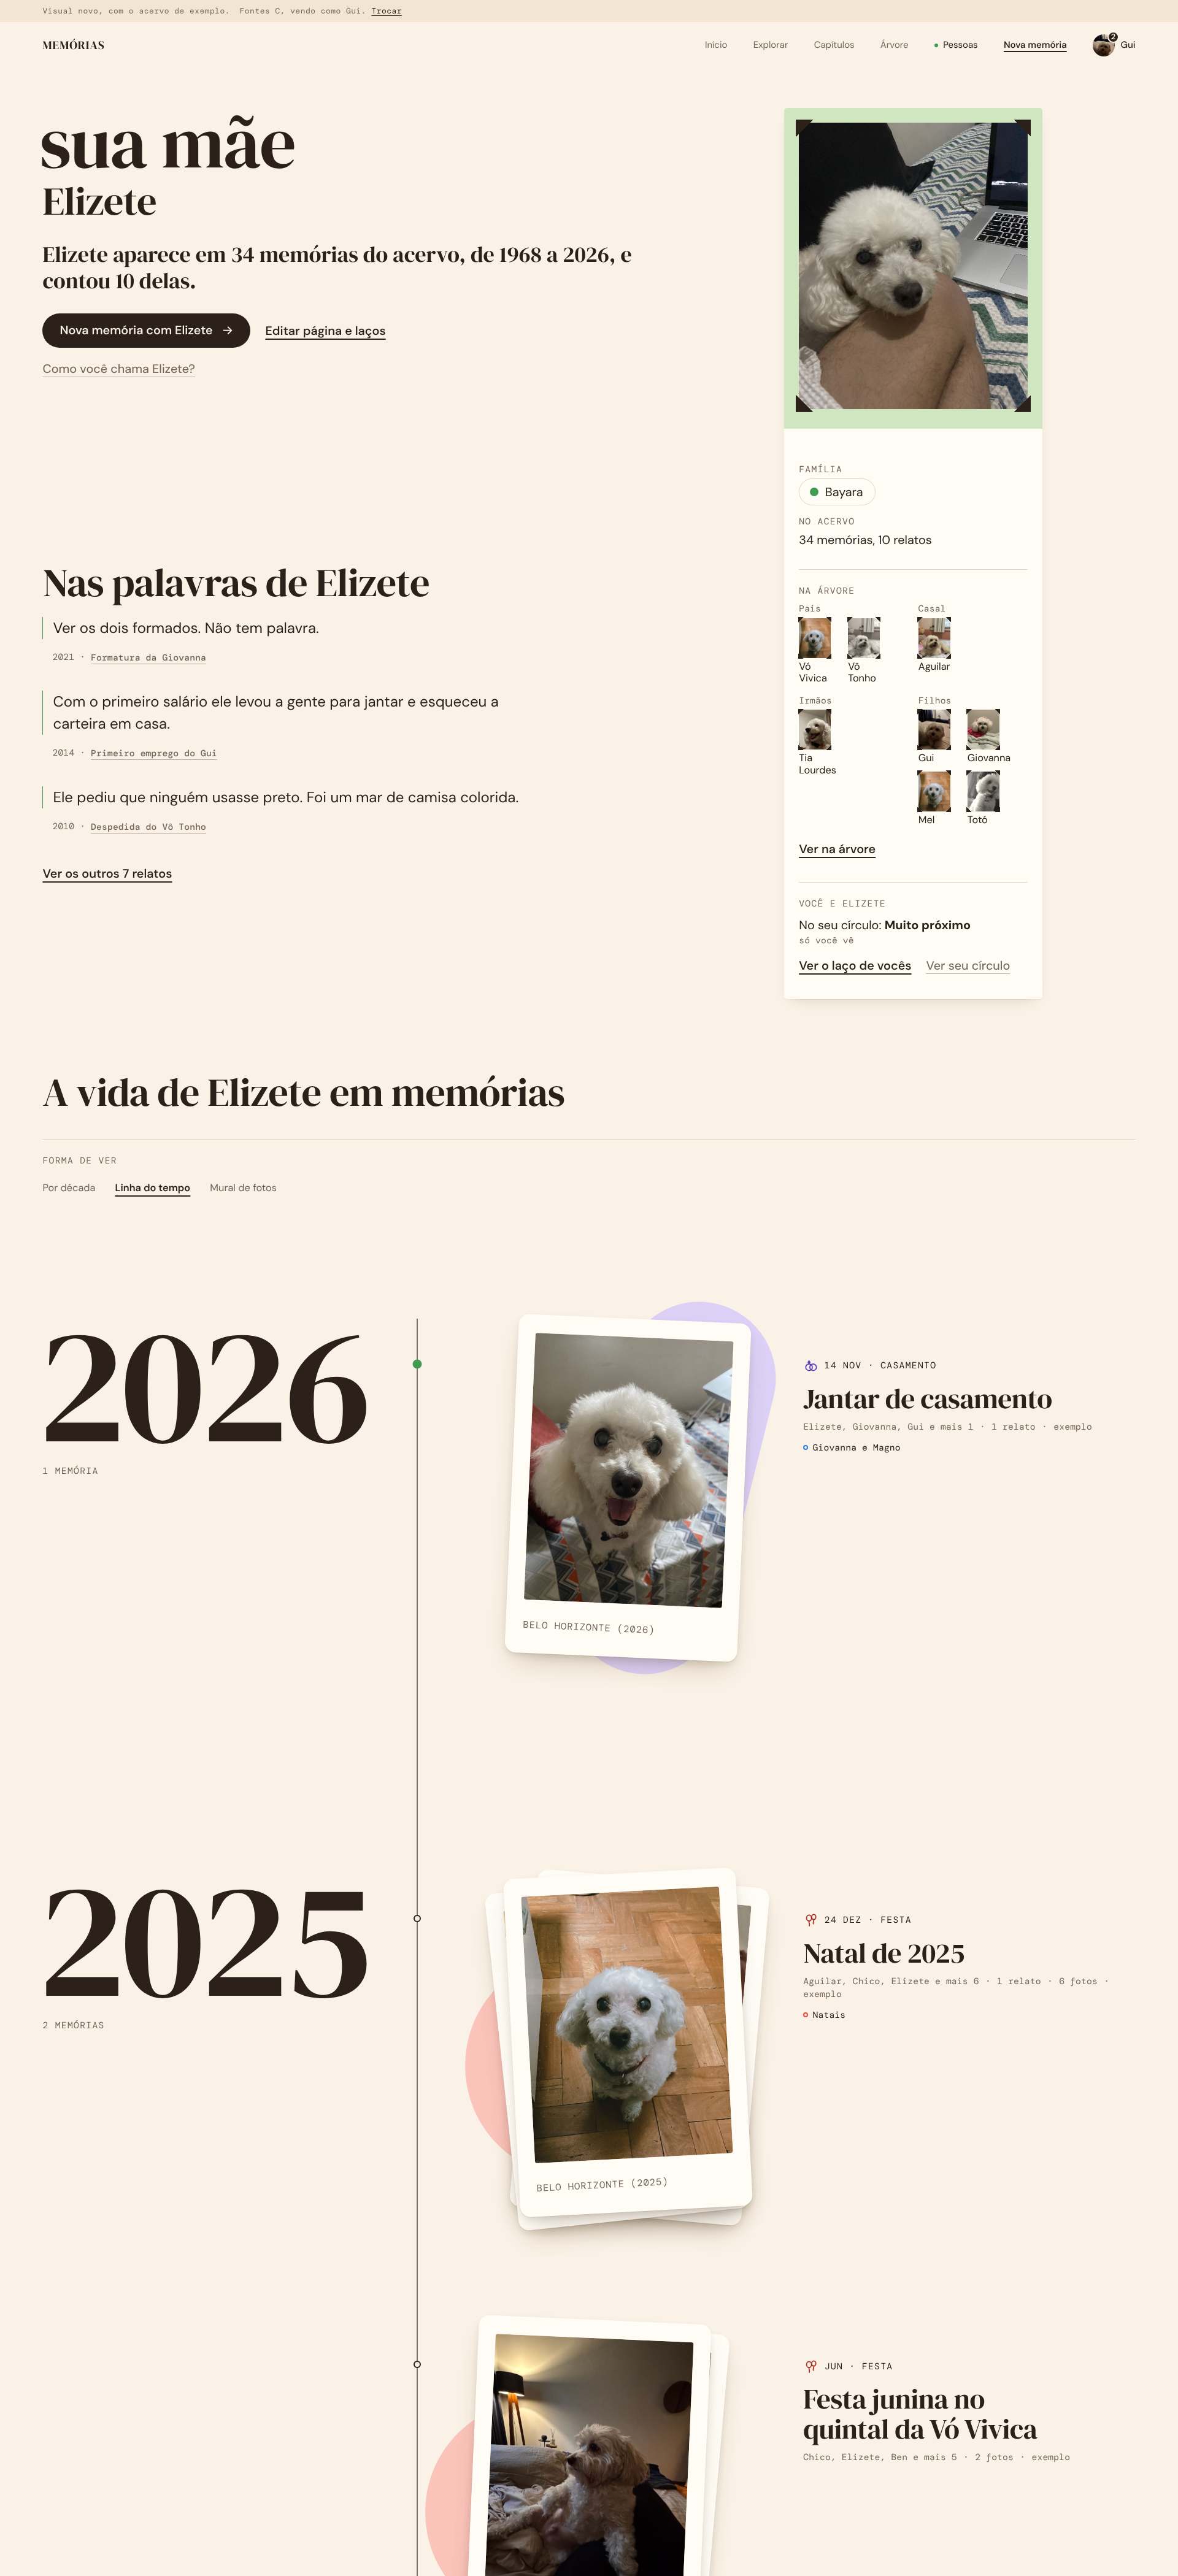 Visual novo, com o acervo de exemplo. Fontes C, vendo como Gui. Trocar
MEMÓRIAS
Início Explorar Capítulos Árvore Pessoas Nova memória 2 Gui
sua mãe
Elizete
Elizete aparece em 34 memórias do acervo, de 1968 a 2026, e
contou 10 delas.
Nova memória com Elizete → Editar página e laços
Como você chama Elizete?
FAMÍLIA
Bayara
NO ACERVO
34 memórias, 10 relatos
NA ÁRVORE
Pais
Vó
Vivica
Vô
Tonho
Casal
Aguilar
Irmãos
Tia
Lourdes
Filhos
Gui
Giovanna
Mel
Totó
Ver na árvore
VOCÊ E ELIZETE
No seu círculo: Muito próximo
só você vê
Ver o laço de vocês Ver seu círculo
Nas palavras de Elizete
Ver os dois formados. Não tem palavra.
2021 · Formatura da Giovanna
Com o primeiro salário ele levou a gente para jantar e esqueceu a
carteira em casa.
2014 · Primeiro emprego do Gui
Ele pediu que ninguém usasse preto. Foi um mar de camisa colorida.
2010 · Despedida do Vô Tonho
Ver os outros 7 relatos
A vida de Elizete em memórias
FORMA DE VER
Por década Linha do tempo Mural de fotos
2026
1 MEMÓRIA
BELO HORIZONTE (2026)
14 NOV · CASAMENTO
Jantar de casamento
Elizete, Giovanna, Gui e mais 1 · 1 relato · exemplo
Giovanna e Magno
2025
2 MEMÓRIAS
BELO HORIZONTE (2025)
24 DEZ · FESTA
Natal de 2025
Aguilar, Chico, Elizete e mais 6 · 1 relato · 6 fotos ·
exemplo
Natais
JUN · FESTA
Festa junina no
quintal da Vó Vivica
Chico, Elizete, Ben e mais 5 · 2 fotos · exemplo